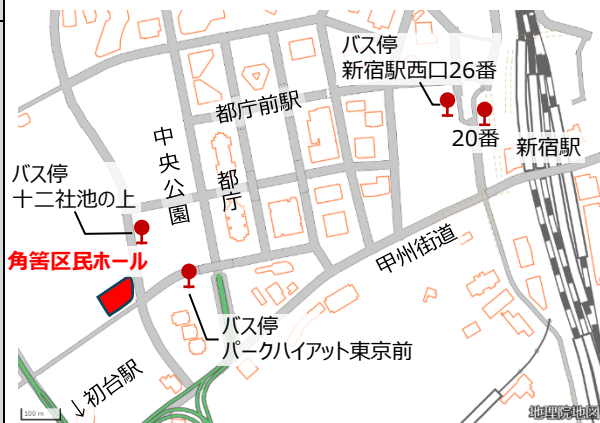 バス停
新宿駅西口26番
都庁前駅
20番
新宿駅
中央公園
都庁
バス停
十二社池の上
角筈区民ホール
甲州街道
バス停
パークハイアット東京前
↓初台駅
100 m
地理院地図